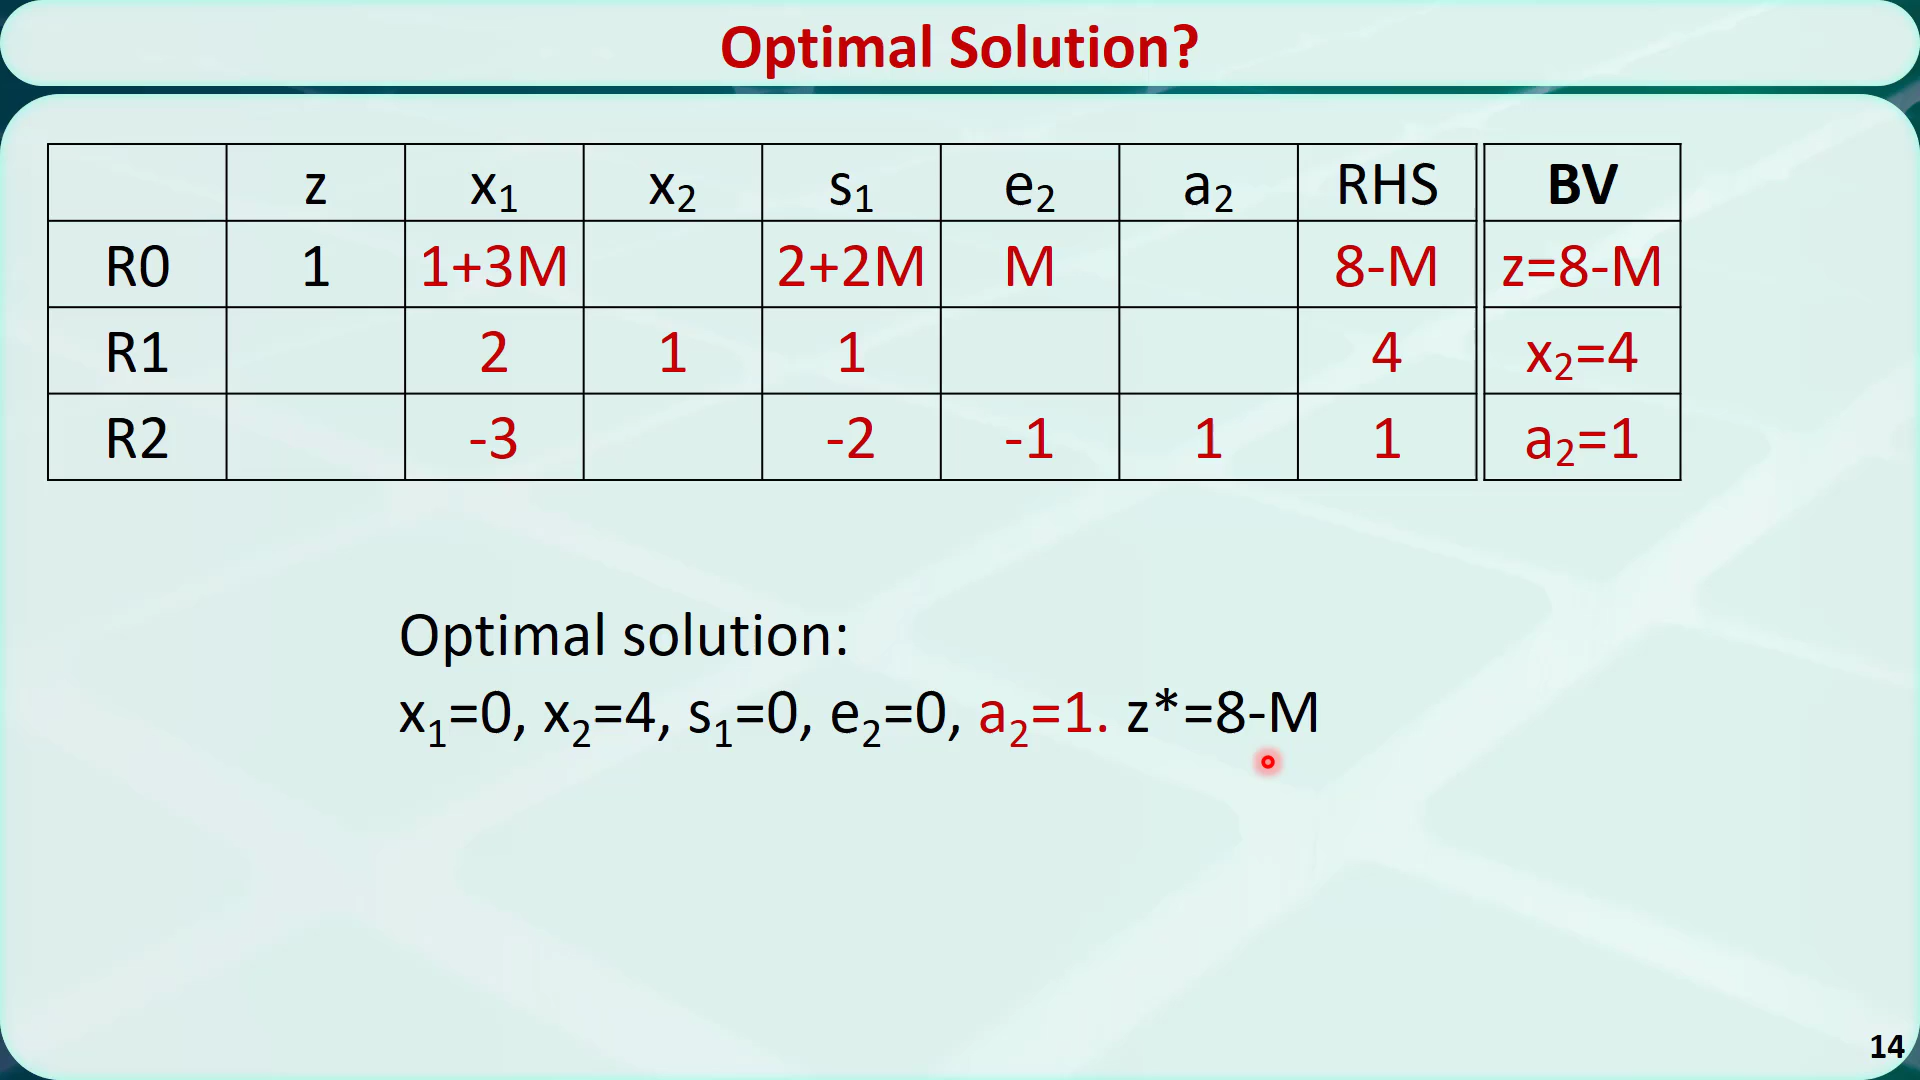 Optimal Solution?
z x₁ x₂ s₁ e₂ a₂ RHS BV
R0 1 1+3M 2+2M M 8-M z=8-M
R1 2 1 1 4 x₂=4
R2 -3 -2 -1 1 1 a₂=1
Optimal solution:
x₁=0, x₂=4, s₁=0, e₂=0, a₂=1. z*=8-M
14